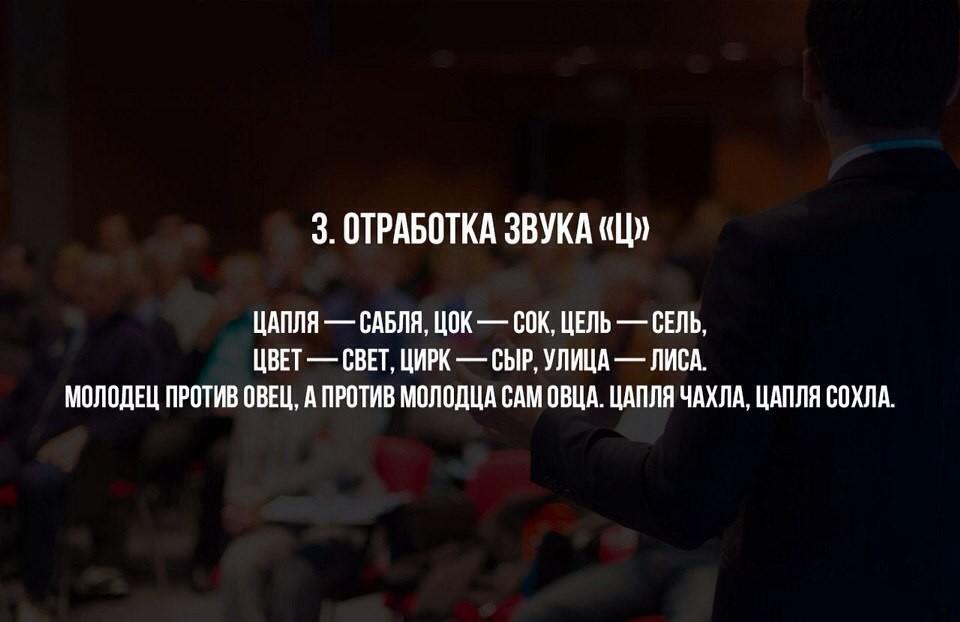 3. ОТРАБОТКА ЗВУКА «Ц»
ЦАПЛЯ — САБЛЯ, ЦОК — СОК, ЦЕЛЬ — СЕЛЬ,
ЦВЕТ — СВЕТ, ЦИРК — СЫР, УЛИЦА — ЛИСА.
МОЛОДЕЦ ПРОТИВ ОВЕЦ, А ПРОТИВ МОЛОДЦА САМ ОВЦА. ЦАПЛЯ ЧАХЛА, ЦАПЛЯ СОХЛА.